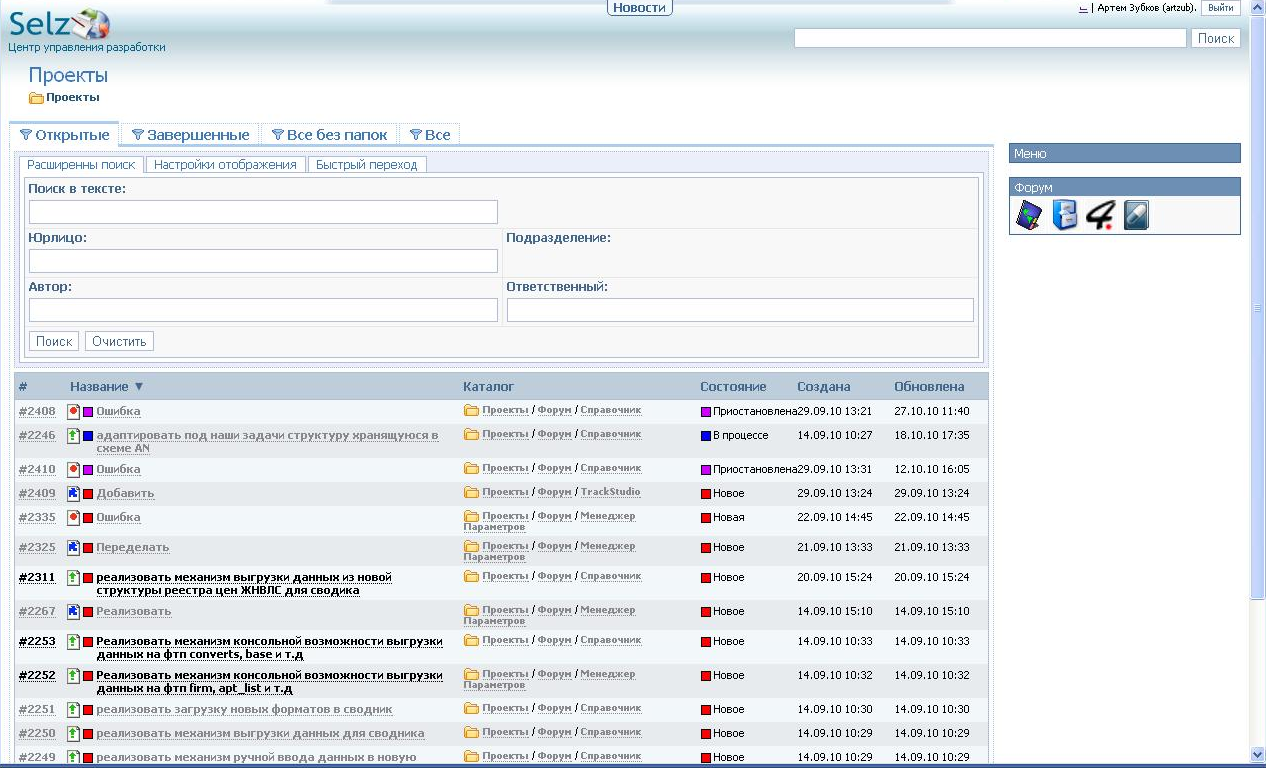 Новости
| Артем Зубков (artzub). Выйти
Selz
Центр управления разработки
Поиск
Проекты
Проекты
Открытые Завершенные Все без папок Все
Расширенны поиск Настройки отображения Быстрый переход
Меню
Форум
Поиск в тексте:
Юрлицо: Подразделение:
Автор: Ответственный:
Поиск Очистить
# Название ▼ Каталог Состояние Создана Обновлена
#2408 Ошибка Проекты / Форум / Справочник Приостановлена 29.09.10 13:21 27.10.10 11:40
#2246 адаптировать под наши задачи структуру хранящуюся в Проекты / Форум / Справочник В процессе 14.09.10 10:27 18.10.10 17:35
схеме AN
#2410 Ошибка Проекты / Форум / Справочник Приостановлена 29.09.10 13:31 12.10.10 16:05
#2409 Добавить Проекты / Форум / TrackStudio Новое 29.09.10 13:24 29.09.10 13:24
#2335 Ошибка Проекты / Форум / Менеджер Новая 22.09.10 14:45 22.09.10 14:45
Параметров
#2325 Переделать Проекты / Форум / Менеджер Новое 21.09.10 13:33 21.09.10 13:33
Параметров
#2311 реализовать механизм выгрузки данных из новой Проекты / Форум / Справочник Новое 20.09.10 15:24 20.09.10 15:24
структуры реестра цен ЖНВЛС для сводика
#2267 Реализовать Проекты / Форум / Менеджер Новое 14.09.10 15:10 14.09.10 15:10
Параметров
#2253 Реализовать механизм консольной возможности выгрузки Проекты / Форум / Справочник Новое 14.09.10 10:33 14.09.10 10:33
данных на фтп converts, base и т.д
#2252 Реализовать механизм консольной возможности выгрузки Проекты / Форум / Менеджер Новое 14.09.10 10:32 14.09.10 10:32
данных на фтп firm, apt_list и т.д Параметров
#2251 реализовать загрузку новых форматов в сводник Проекты / Форум / Справочник Новое 14.09.10 10:30 14.09.10 10:30
#2250 реализовать механизм выгрузки данных для сводника Проекты / Форум / Справочник Новое 14.09.10 10:29 14.09.10 10:29
#2249 реализовать механизм ручной ввода данных в новую Проекты / Форум / Справочник Новое 14.09.10 10:29 14.09.10 10:29